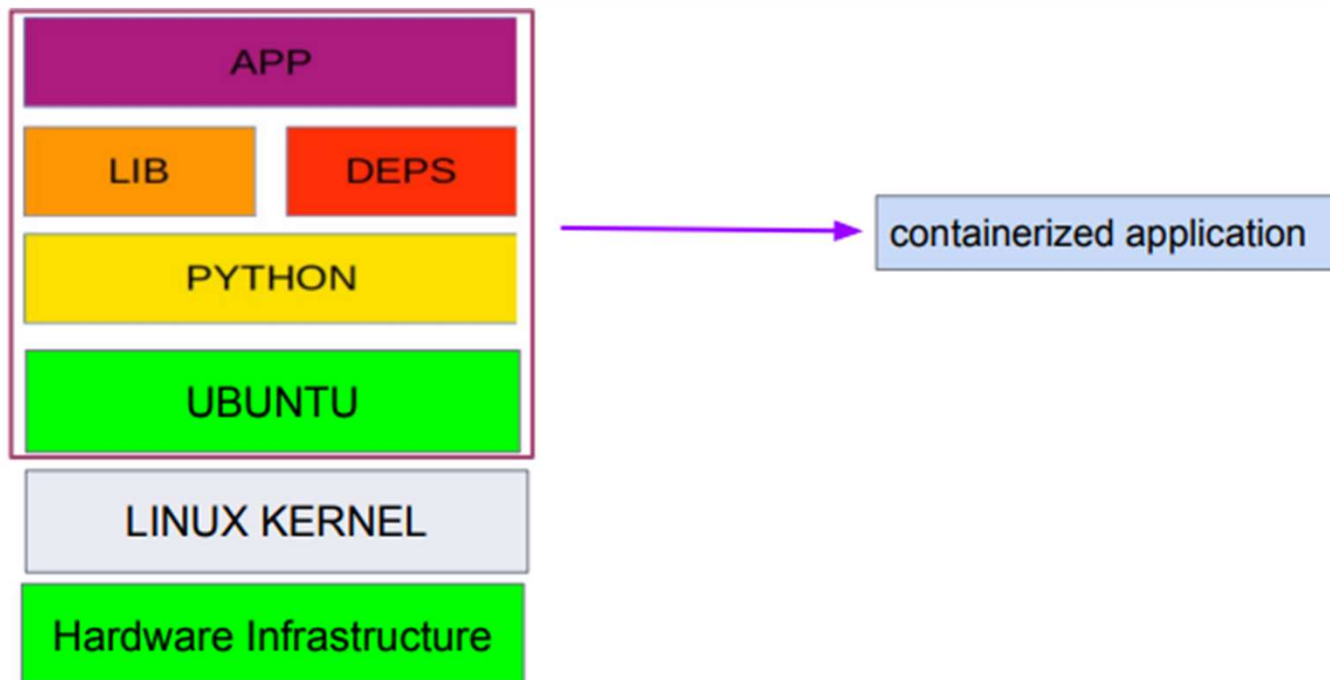 APP
LIB
DEPS
PYTHON
UBUNTU
LINUX KERNEL
Hardware Infrastructure
containerized application